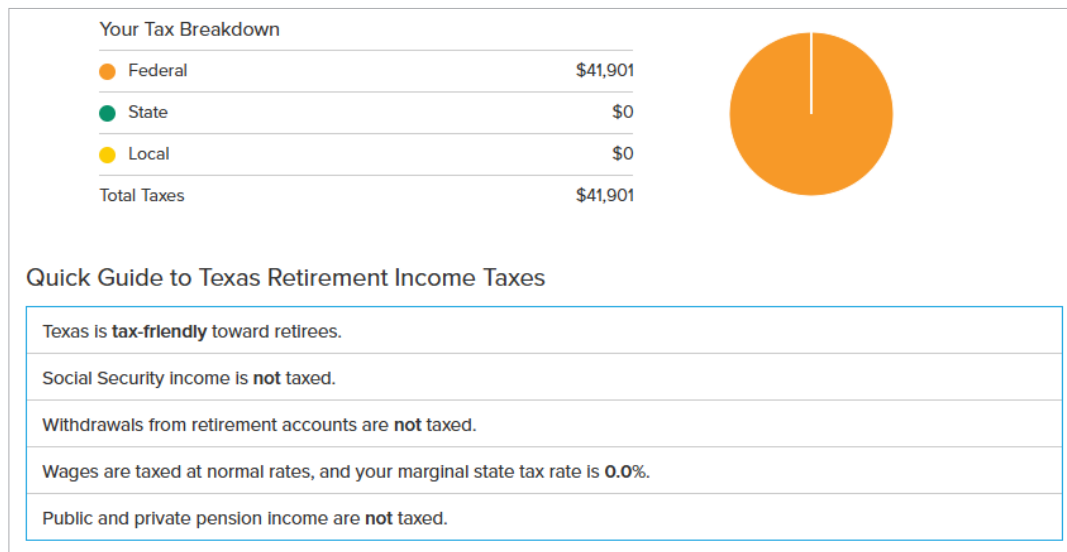 Your Tax Breakdown
Federal $41,901
State $0
Local $0
Total Taxes $41,901
Quick Guide to Texas Retirement Income Taxes
Texas is tax-friendly toward retirees.
Social Security income is not taxed.
Withdrawals from retirement accounts are not taxed.
Wages are taxed at normal rates, and your marginal state tax rate is 0.0%.
Public and private pension income are not taxed.